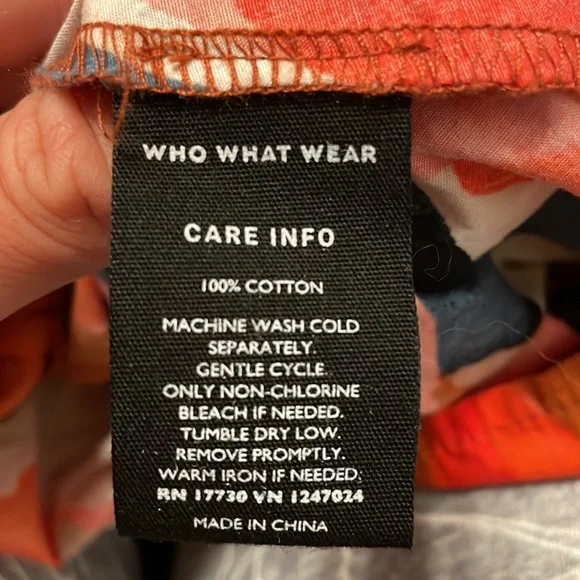 WHO WHAT WEAR
CARE INFO
100% COTTON
MACHINE WASH COLD
SEPARATELY.
GENTLE CYCLE.
ONLY NON-CHLORINE
BLEACH IF NEEDED.
TUMBLE DRY LOW.
REMOVE PROMPTLY.
WARM IRON IF NEEDED.
RN 17730 VN 1247024
MADE IN CHINA